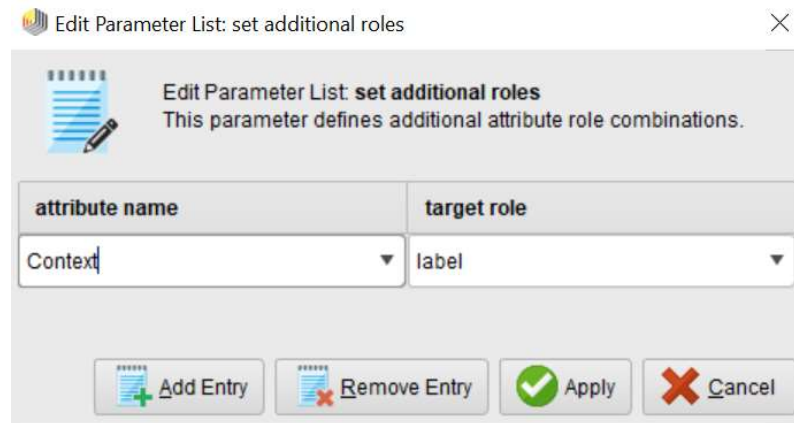 Edit Parameter List: set additional roles
Edit Parameter List: set additional roles
This parameter defines additional attribute role combinations.
attribute name target role
Context label
Add Entry Remove Entry Apply Cancel